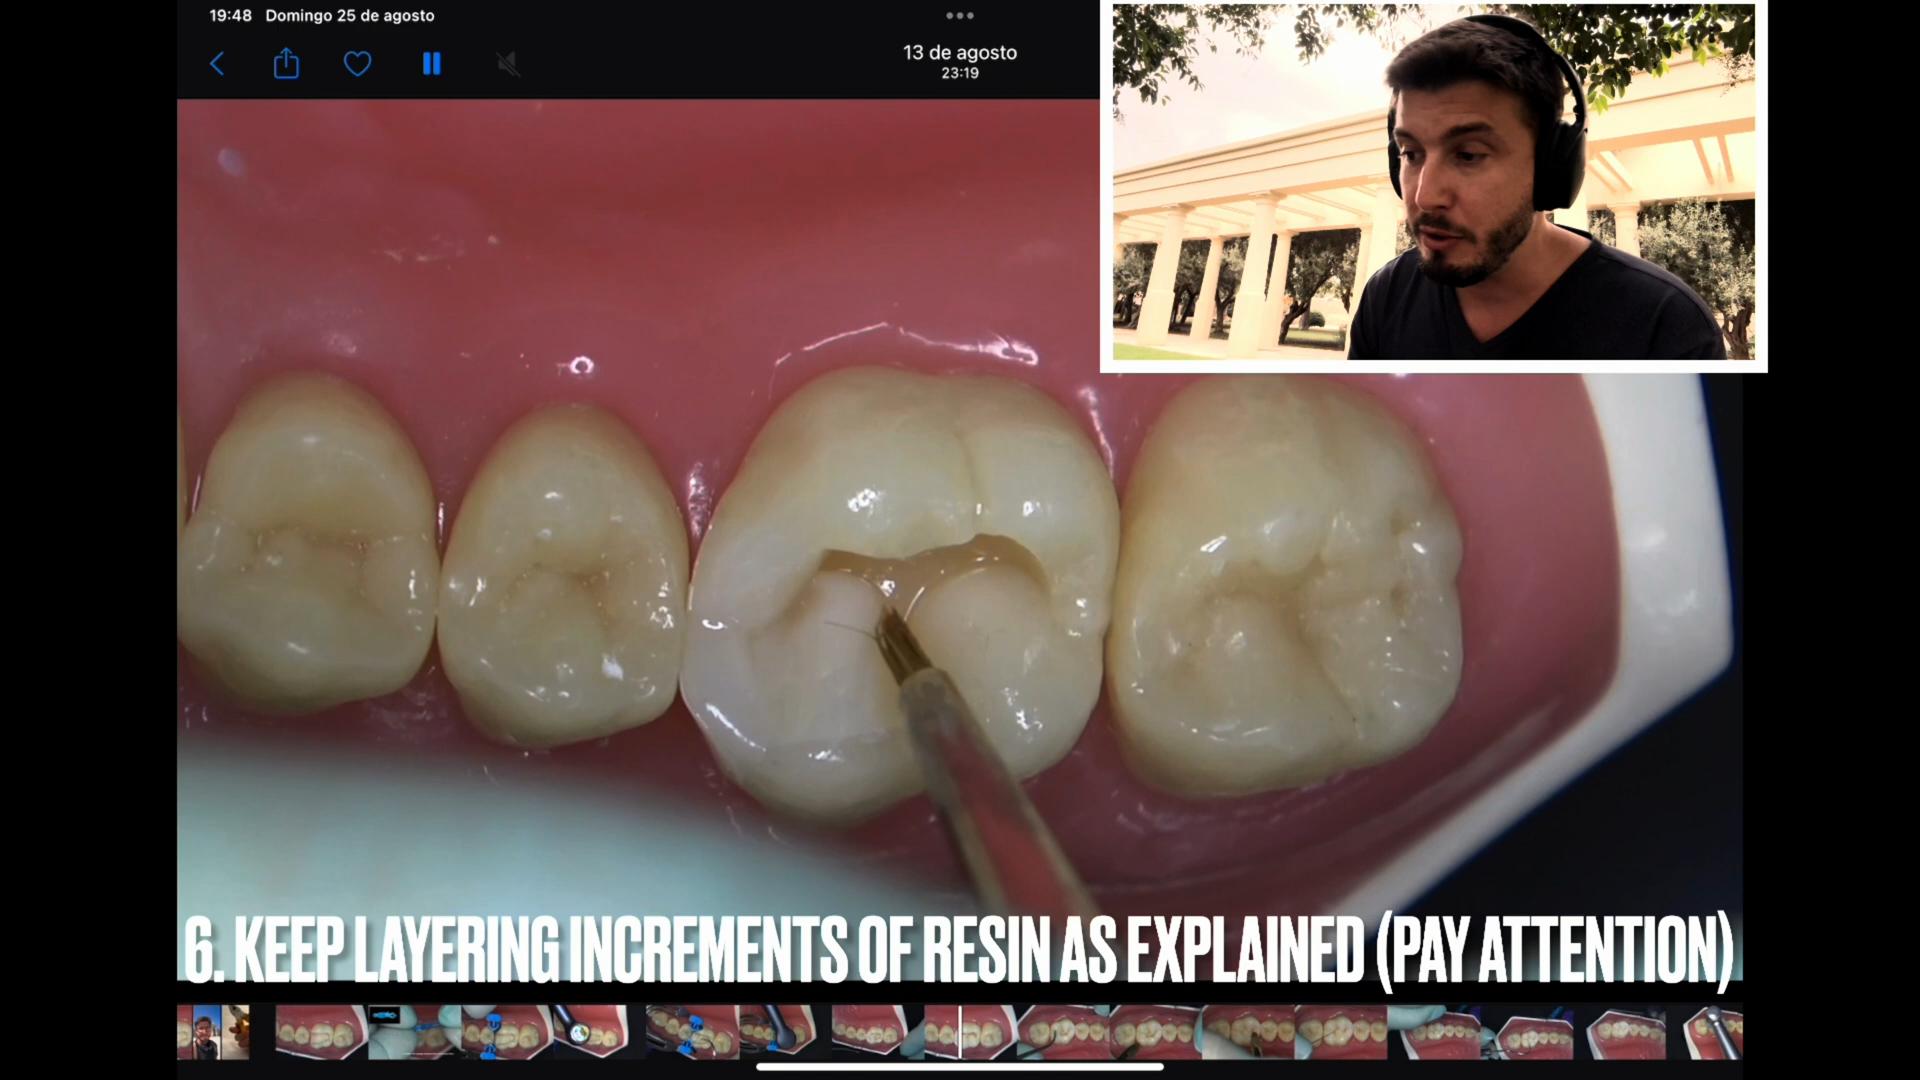 19:48 Domingo 25 de agosto
13 de agosto
23:19
6. KEEP LAYERING INCREMENTS OF RESIN AS EXPLAINED (PAY ATTENTION)